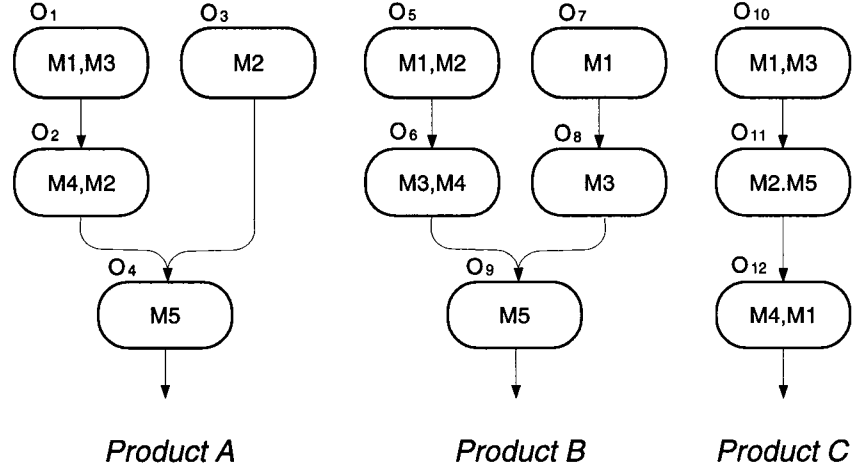 O1 O3 O5 O7 O10
M1,M3 M2 M1,M2 M1 M1,M3
O2 O6 O8 O11
M4,M2 M3,M4 M3 M2.M5
O4 O9 O12
M5 M5 M4,M1
Product A Product B Product C